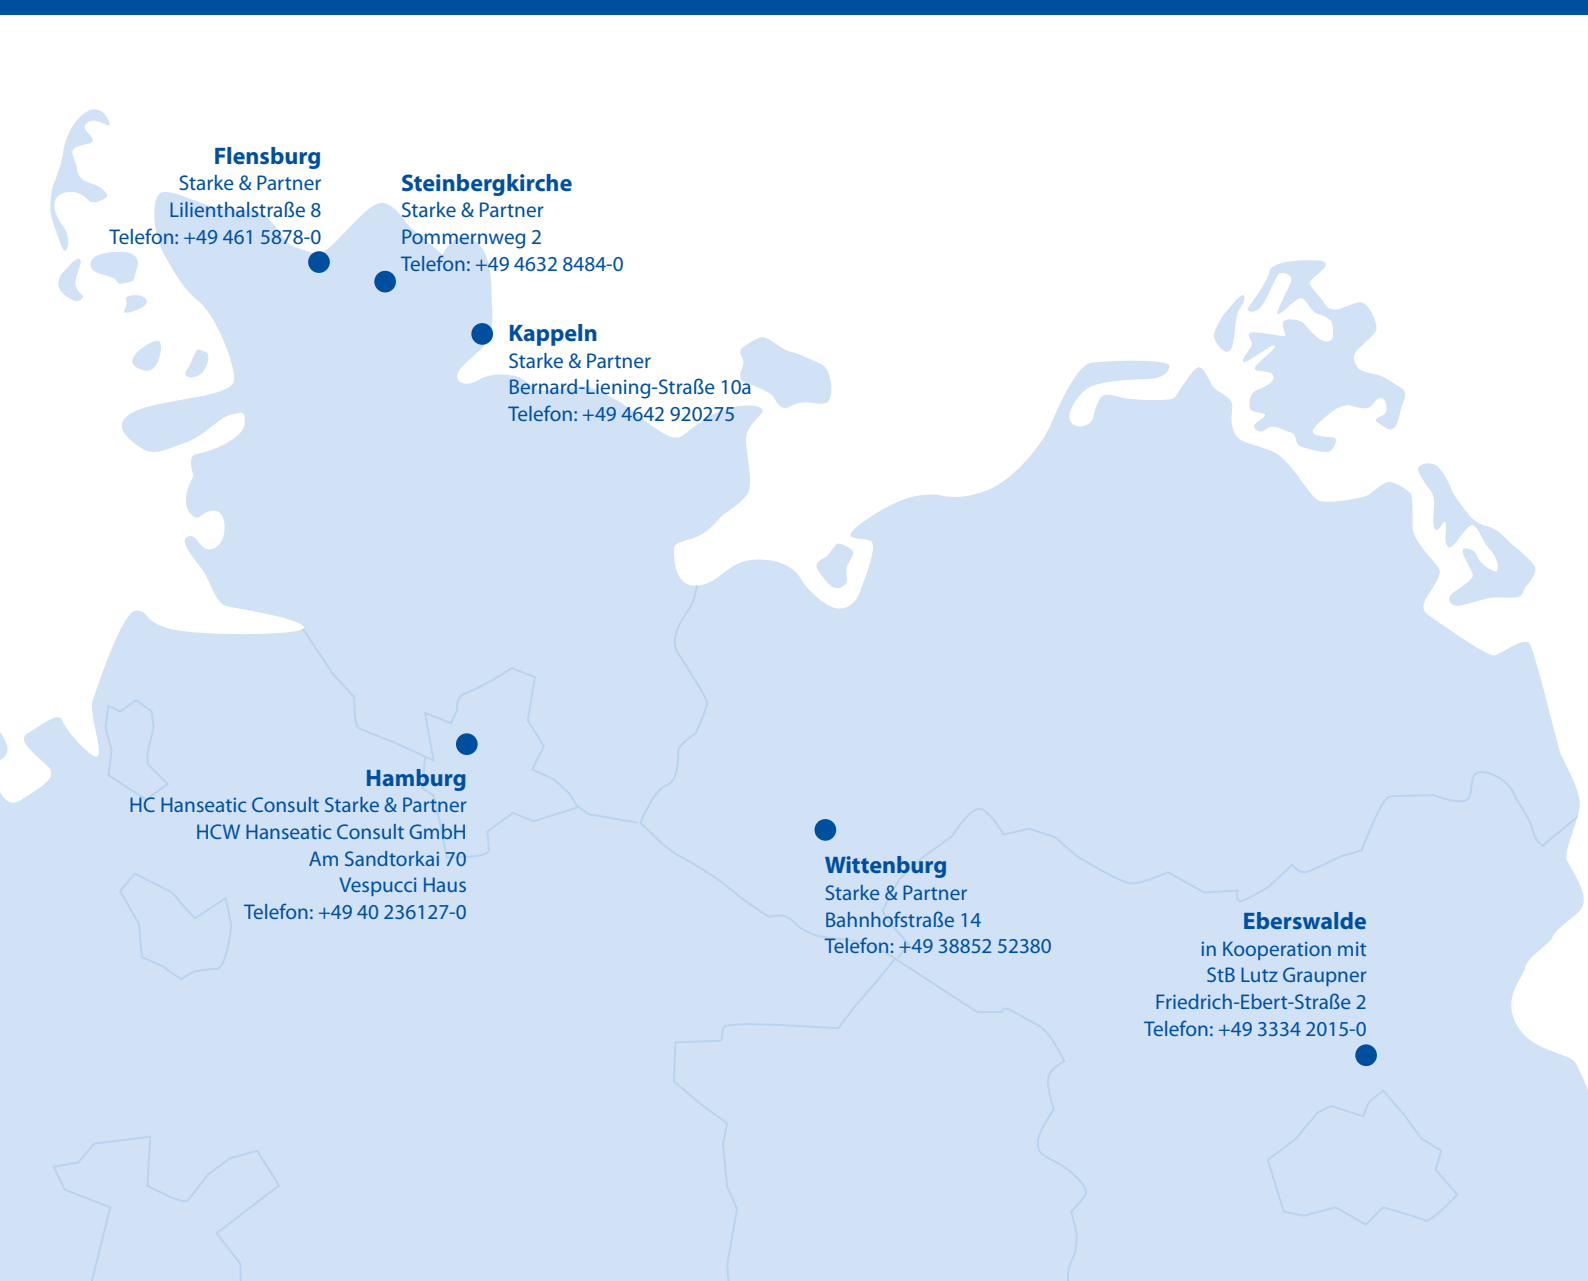 Flensburg
Starke & Partner
Lilienthalstraße 8
Telefon: +49 461 5878-0
Steinbergkirche
Starke & Partner
Pommernweg 2
Telefon: +49 4632 8484-0
Kappeln
Starke & Partner
Bernard-Liening-Straße 10a
Telefon: +49 4642 920275
Hamburg
HC Hanseatic Consult Starke & Partner
HCW Hanseatic Consult GmbH
Am Sandtorkai 70
Vespucci Haus
Telefon: +49 40 236127-0
Wittenburg
Starke & Partner
Bahnhofstraße 14
Telefon: +49 38852 52380
Eberswalde
in Kooperation mit
StB Lutz Graupner
Friedrich-Ebert-Straße 2
Telefon: +49 3334 2015-0